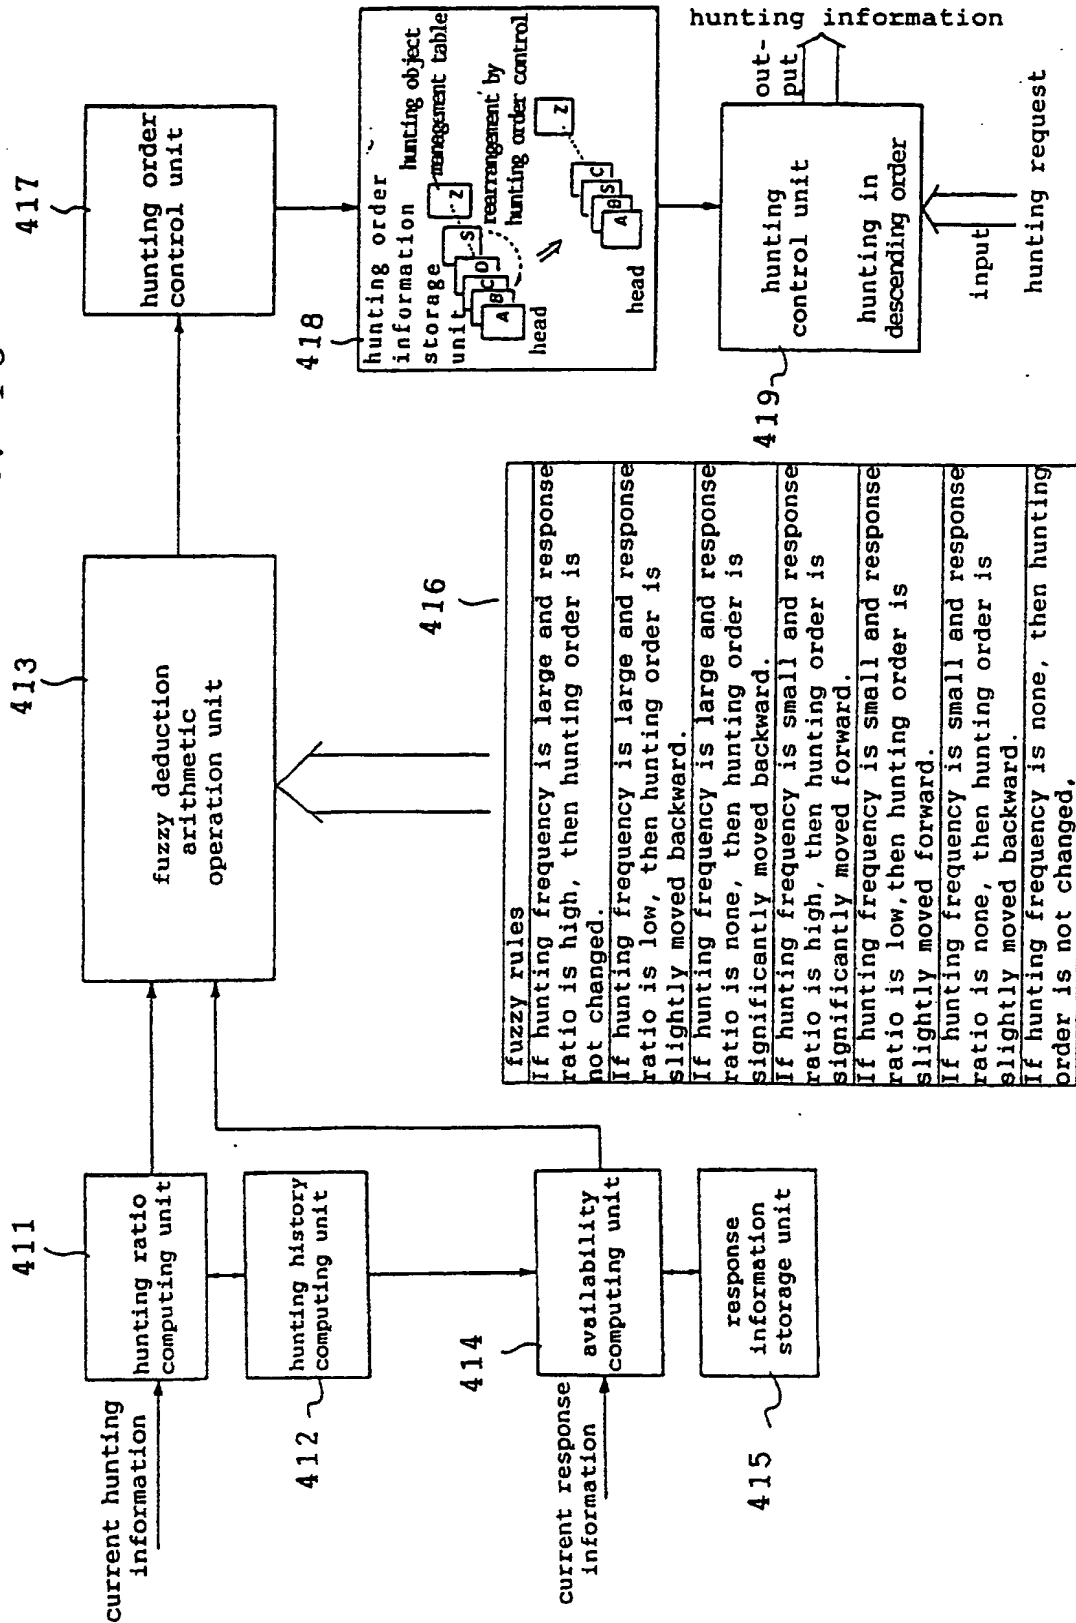 411
current hunting
information
hunting ratio
computing unit
hunting history
computing unit
412
414
current response
information
availability
computing unit
response
information
storage unit
415
413
fuzzy deduction
arithmetic
operation unit
416
fuzzy rules
If hunting frequency is large and response
ratio is high, then hunting order is
not changed.
If hunting frequency is large and response
ratio is low, then hunting order is
slightly moved backward.
If hunting frequency is large and response
ratio is none, then hunting order is
significantly moved backward.
If hunting frequency is small and response
ratio is high, then hunting order is
significantly moved forward.
If hunting frequency is small and response
ratio is low,then hunting order is
slightly moved forward.
If hunting frequency is small and response
ratio is none, then hunting order is
slightly moved backward.
If hunting frequency is none, then hunting
order is not changed.
417
hunting order
control unit
418
hunting order
information
storage
unit
hunting object
management table
A B C D S Z
head
rearrangement by
hunting order control
A B S C Z
head
419
hunting
control unit
hunting in
descending order
out-
put
hunting information
input
hunting request